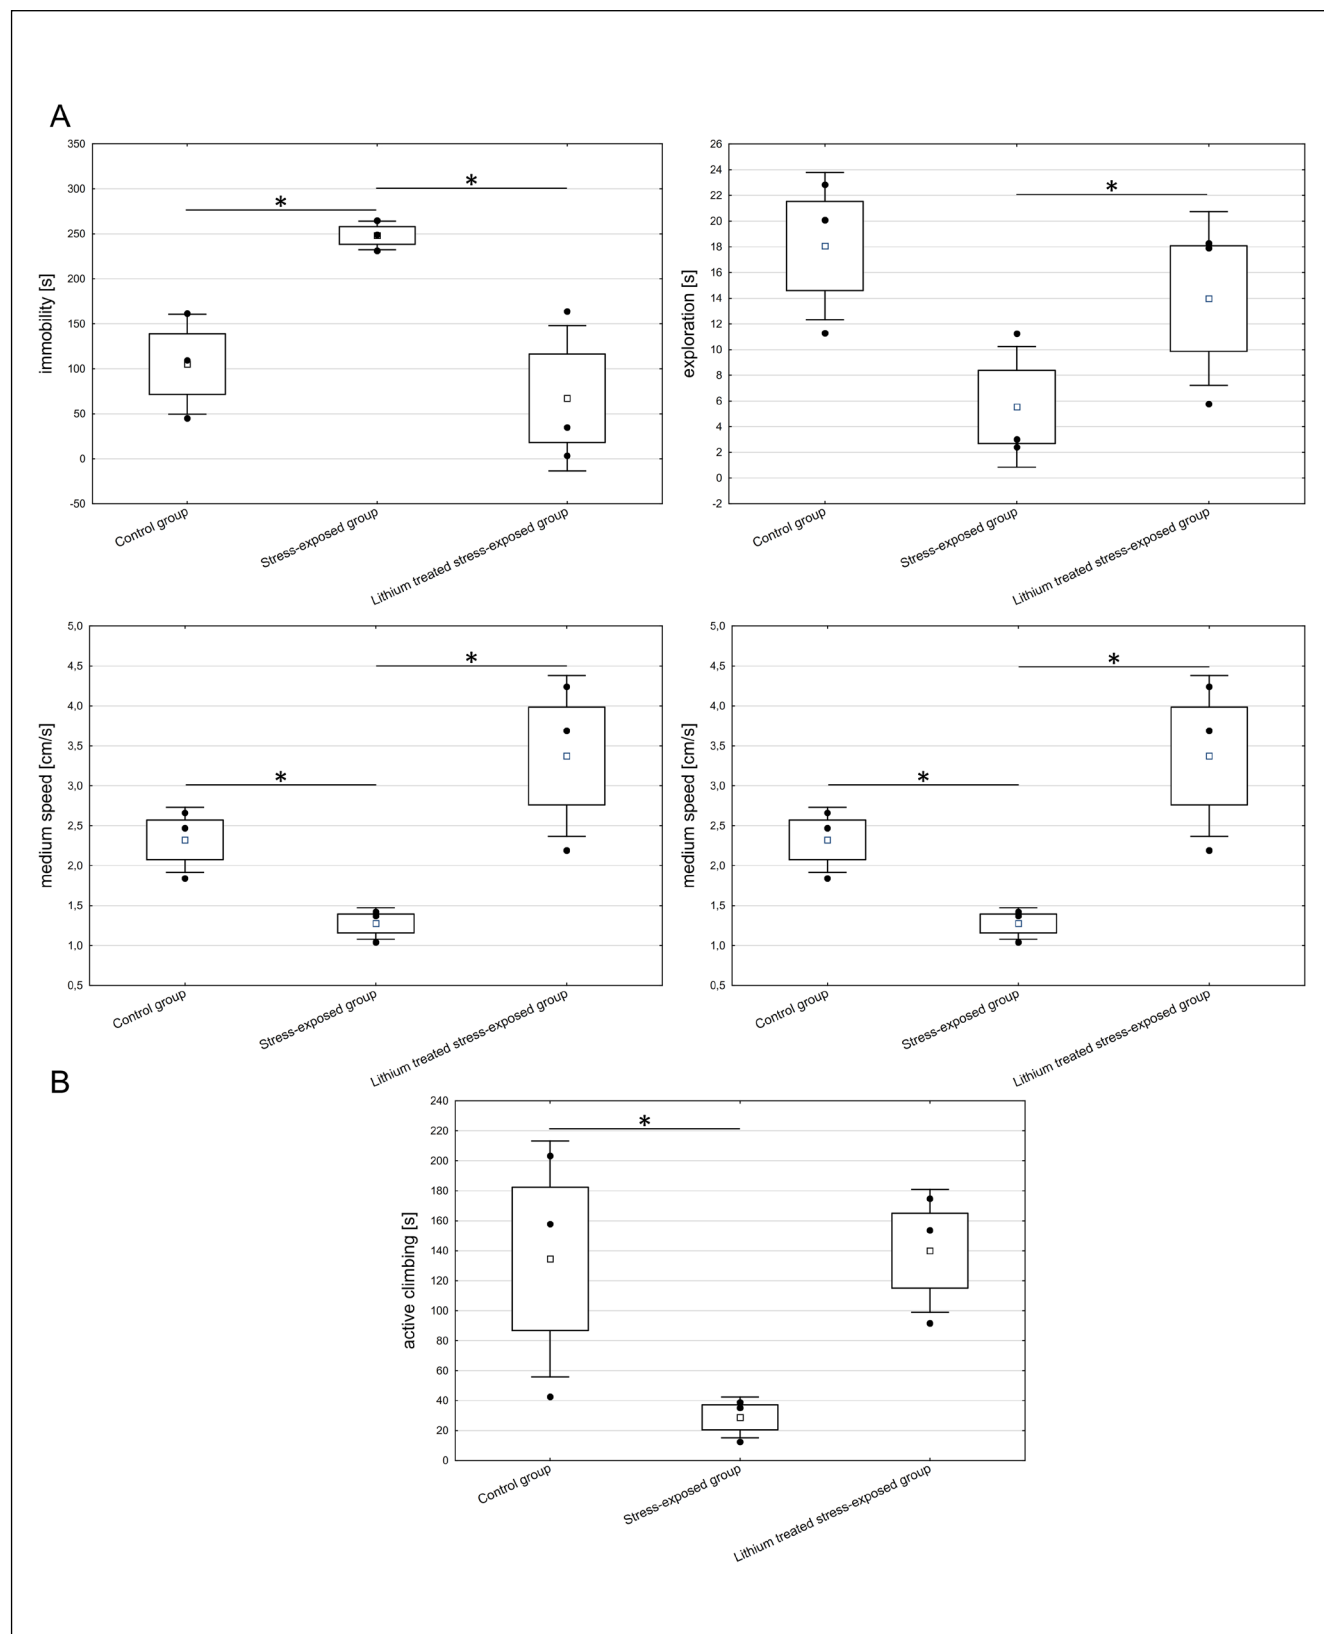 A
350
300
250
200
150
100
50
0
-50
immobility [s]
*
*
Control group
Stress-exposed group
Lithium treated stress-exposed group
26
24
22
20
18
16
14
12
10
8
6
4
2
0
-2
exploration [s]
*
Control group
Stress-exposed group
Lithium treated stress-exposed group
5,0
4,5
4,0
3,5
3,0
2,5
2,0
1,5
1,0
0,5
medium speed [cm/s]
*
*
Control group
Stress-exposed group
Lithium treated stress-exposed group
5,0
4,5
4,0
3,5
3,0
2,5
2,0
1,5
1,0
0,5
medium speed [cm/s]
*
*
Control group
Stress-exposed group
Lithium treated stress-exposed group
B
240
220
200
180
160
140
120
100
80
60
40
20
0
active climbing [s]
*
Control group
Stress-exposed group
Lithium treated stress-exposed group